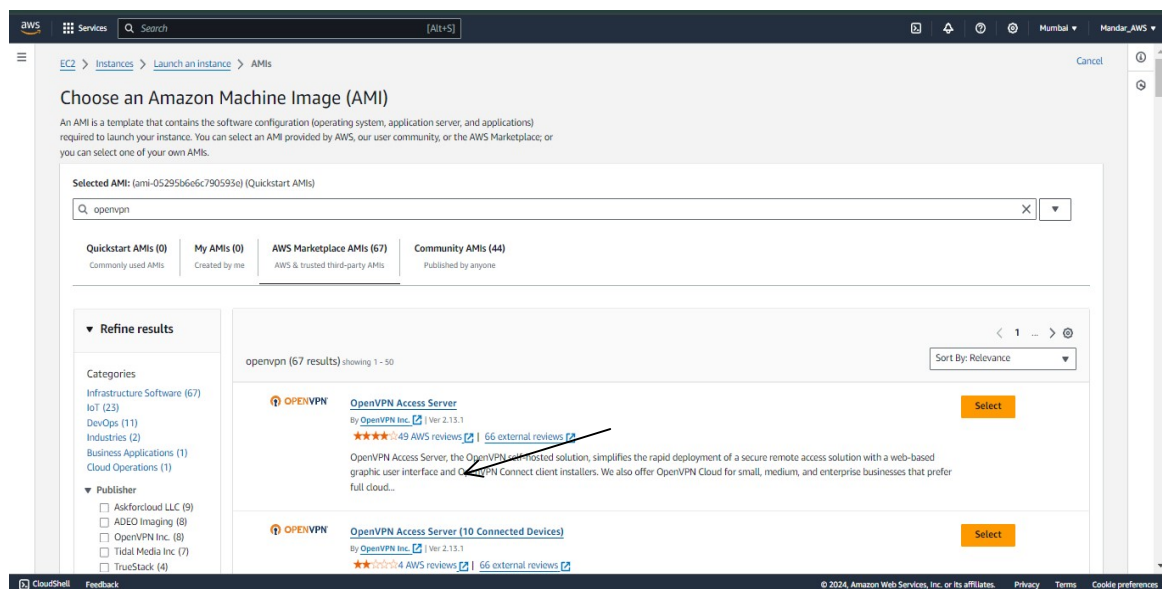 aws Services Search [Alt+S] Mumbai Mandar_AWS
EC2 > Instances > Launch an instance > AMIs
Cancel
Choose an Amazon Machine Image (AMI)
An AMI is a template that contains the software configuration (operating system, application server, and applications)
required to launch your instance. You can select an AMI provided by AWS, our user community, or the AWS Marketplace; or
you can select one of your own AMIs.
Selected AMI: (ami-05295b6e6c790593e) (Quickstart AMIs)
openvpn
Quickstart AMIs (0)
Commonly used AMIs
My AMIs (0)
Created by me
AWS Marketplace AMIs (67)
AWS & trusted third-party AMIs
Community AMIs (44)
Published by anyone
Refine results
Categories
Infrastructure Software (67)
IoT (23)
DevOps (11)
Industries (2)
Business Applications (1)
Cloud Operations (1)
Publisher
Askforcloud LLC (9)
ADEO Imaging (8)
OpenVPN Inc. (8)
Tidal Media Inc (7)
TrueStack (4)
< 1 ... >
openvpn (67 results) showing 1 - 50
Sort By: Relevance
OPENVPN
OpenVPN Access Server
By OpenVPN Inc. | Ver 2.13.1
49 AWS reviews | 66 external reviews
OpenVPN Access Server, the OpenVPN self-hosted solution, simplifies the rapid deployment of a secure remote access solution with a web-based
graphic user interface and OpenVPN Connect client installers. We also offer OpenVPN Cloud for small, medium, and enterprise businesses that prefer
full cloud...
Select
OPENVPN
OpenVPN Access Server (10 Connected Devices)
By OpenVPN Inc. | Ver 2.13.1
4 AWS reviews | 66 external reviews
Select
CloudShell Feedback © 2024, Amazon Web Services, Inc. or its affiliates. Privacy Terms Cookie preferences